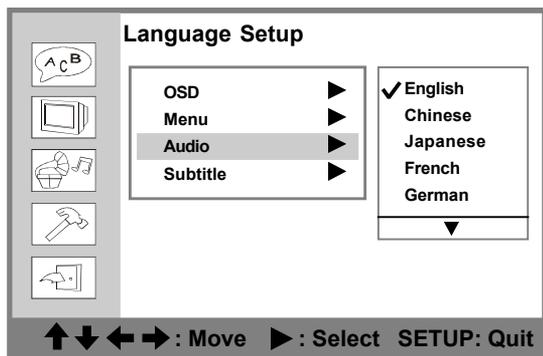 Language Setup
A C B
OSD
Menu
Audio
Subtitle
✓ English
Chinese
Japanese
French
German
▼
↑ ↓ ← → : Move ▶ : Select SETUP: Quit